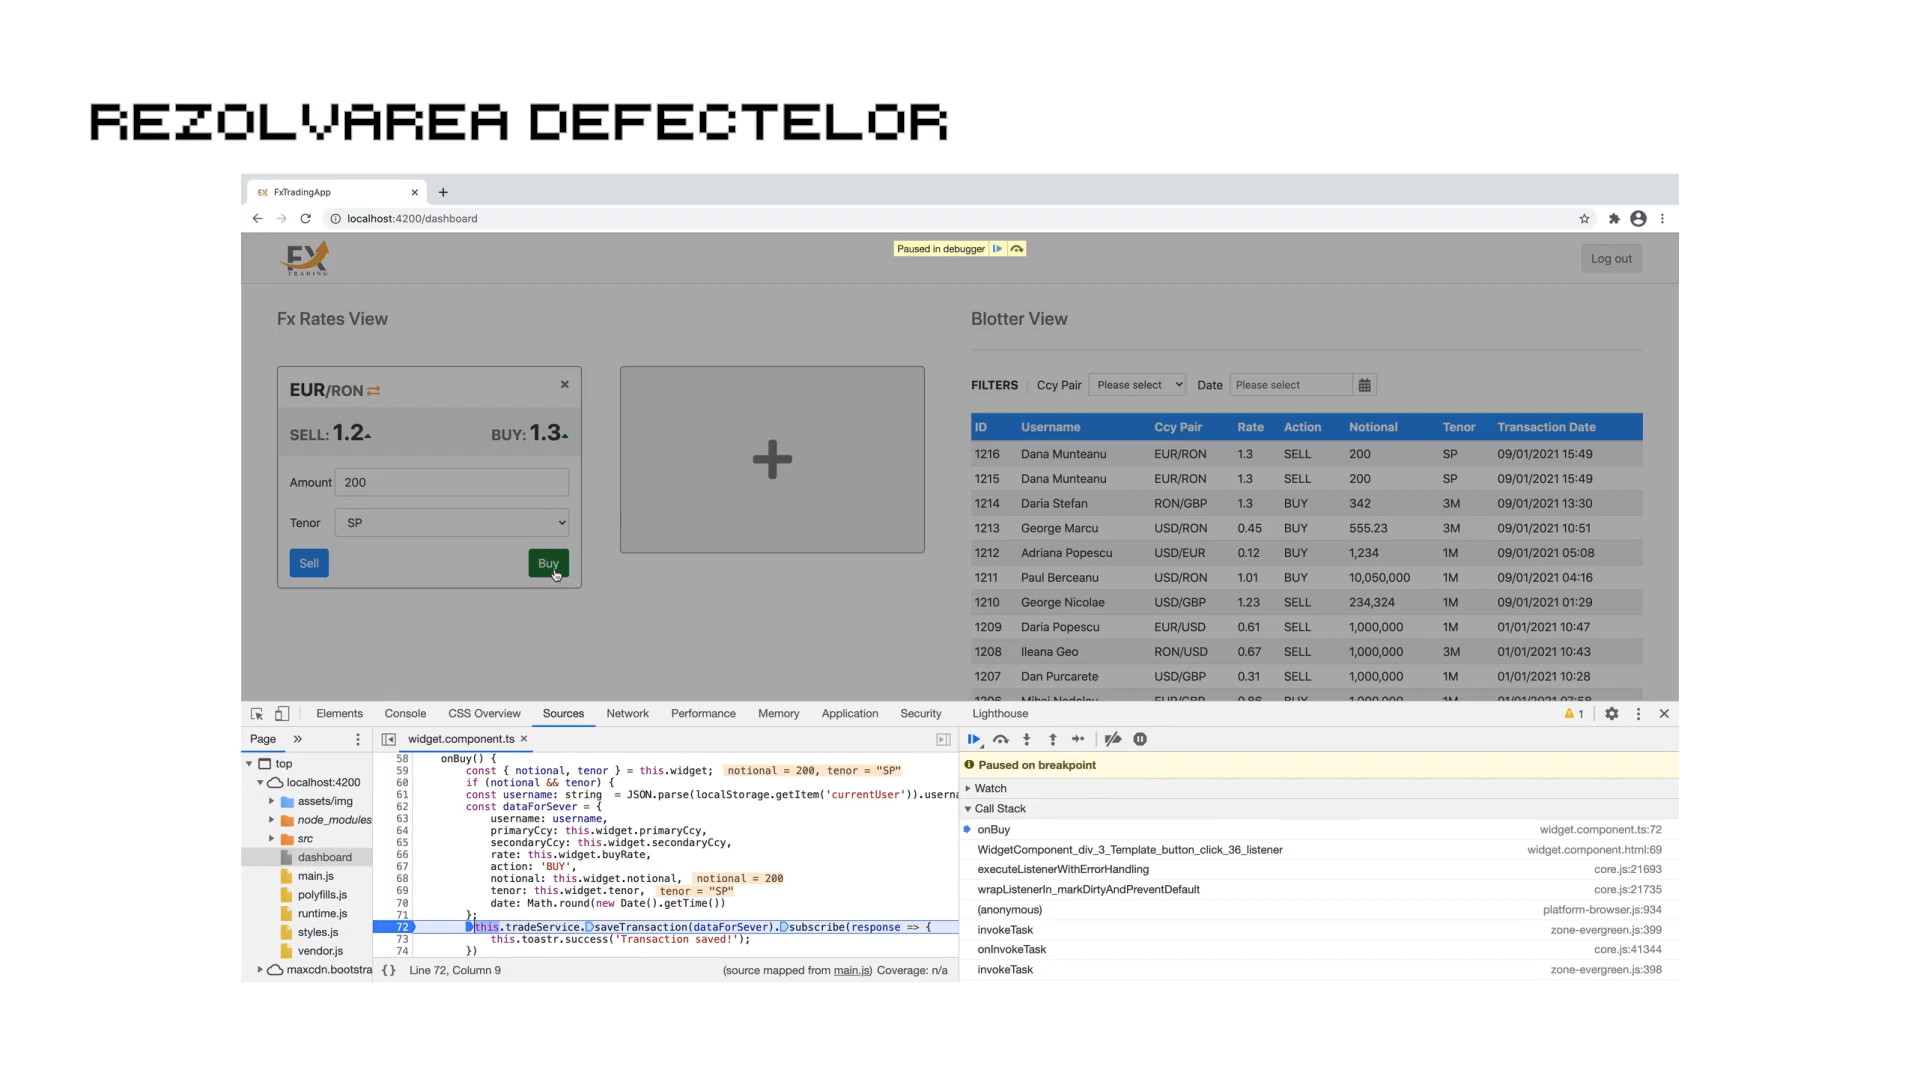 REZOLVAREA DEFECTELOR
FxTradingApp
localhost:4200/dashboard
Paused in debugger
FX
TRADING
Log out
Fx Rates View
Blotter View
EUR/RON
SELL: 1.2
BUY: 1.3
Amount 200
Tenor SP
Sell
Buy
FILTERS Ccy Pair Please select Date Please select
ID Username Ccy Pair Rate Action Notional Tenor Transaction Date
1216 Dana Munteanu EUR/RON 1.3 SELL 200 SP 09/01/2021 15:49
1215 Dana Munteanu EUR/RON 1.3 SELL 200 SP 09/01/2021 15:49
1214 Daria Stefan RON/GBP 1.3 BUY 342 3M 09/01/2021 13:30
1213 George Marcu USD/RON 0.45 BUY 555.23 3M 09/01/2021 10:51
1212 Adriana Popescu USD/EUR 0.12 BUY 1,234 1M 09/01/2021 05:08
1211 Paul Berceanu USD/RON 1.01 BUY 10,050,000 1M 09/01/2021 04:16
1210 George Nicolae USD/GBP 1.23 SELL 234,324 1M 09/01/2021 01:29
1209 Daria Popescu EUR/USD 0.61 SELL 1,000,000 1M 01/01/2021 10:47
1208 Ileana Geo RON/USD 0.67 SELL 1,000,000 3M 01/01/2021 10:43
1207 Dan Purcarete USD/GBP 0.31 SELL 1,000,000 1M 01/01/2021 10:28
Elements Console CSS Overview Sources Network Performance Memory Application Security Lighthouse 1
Page
top
localhost:4200
assets/img
node_modules
src
dashboard
main.js
polyfills.js
runtime.js
styles.js
vendor.js
maxcdn.bootstra
widget.component.ts
58 onBuy() {
59 const { notional, tenor } = this.widget; notional = 200, tenor = "SP"
60 if (notional && tenor) {
61 const username: string = JSON.parse(localStorage.getItem('currentUser')).userna
62 const dataForSever = {
63 username: username,
64 primaryCcy: this.widget.primaryCcy,
65 secondaryCcy: this.widget.secondaryCcy,
66 rate: this.widget.buyRate,
67 action: 'BUY',
68 notional: this.widget.notional, notional = 200
69 tenor: this.widget.tenor, tenor = "SP"
70 date: Math.round(new Date().getTime())
71 };
72 this.tradeService.saveTransaction(dataForSever).subscribe(response => {
73 this.toastr.success('Transaction saved!');
74 })
{} Line 72, Column 9 (source mapped from main.js) Coverage: n/a
Paused on breakpoint
Watch
Call Stack
onBuy widget.component.ts:72
WidgetComponent_div_3_Template_button_click_36_listener widget.component.html:69
executeListenerWithErrorHandling core.js:21693
wrapListenerIn_markDirtyAndPreventDefault core.js:21735
(anonymous) platform-browser.js:934
invokeTask zone-evergreen.js:399
onInvokeTask core.js:41344
invokeTask zone-evergreen.js:398